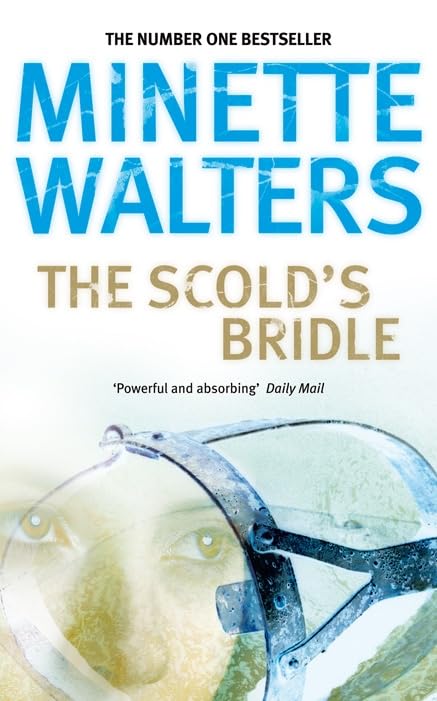 THE NUMBER ONE BESTSELLER
MINETTE
WALTERS
THE SCOLD'S
BRIDLE
‘Powerful and absorbing’ Daily Mail